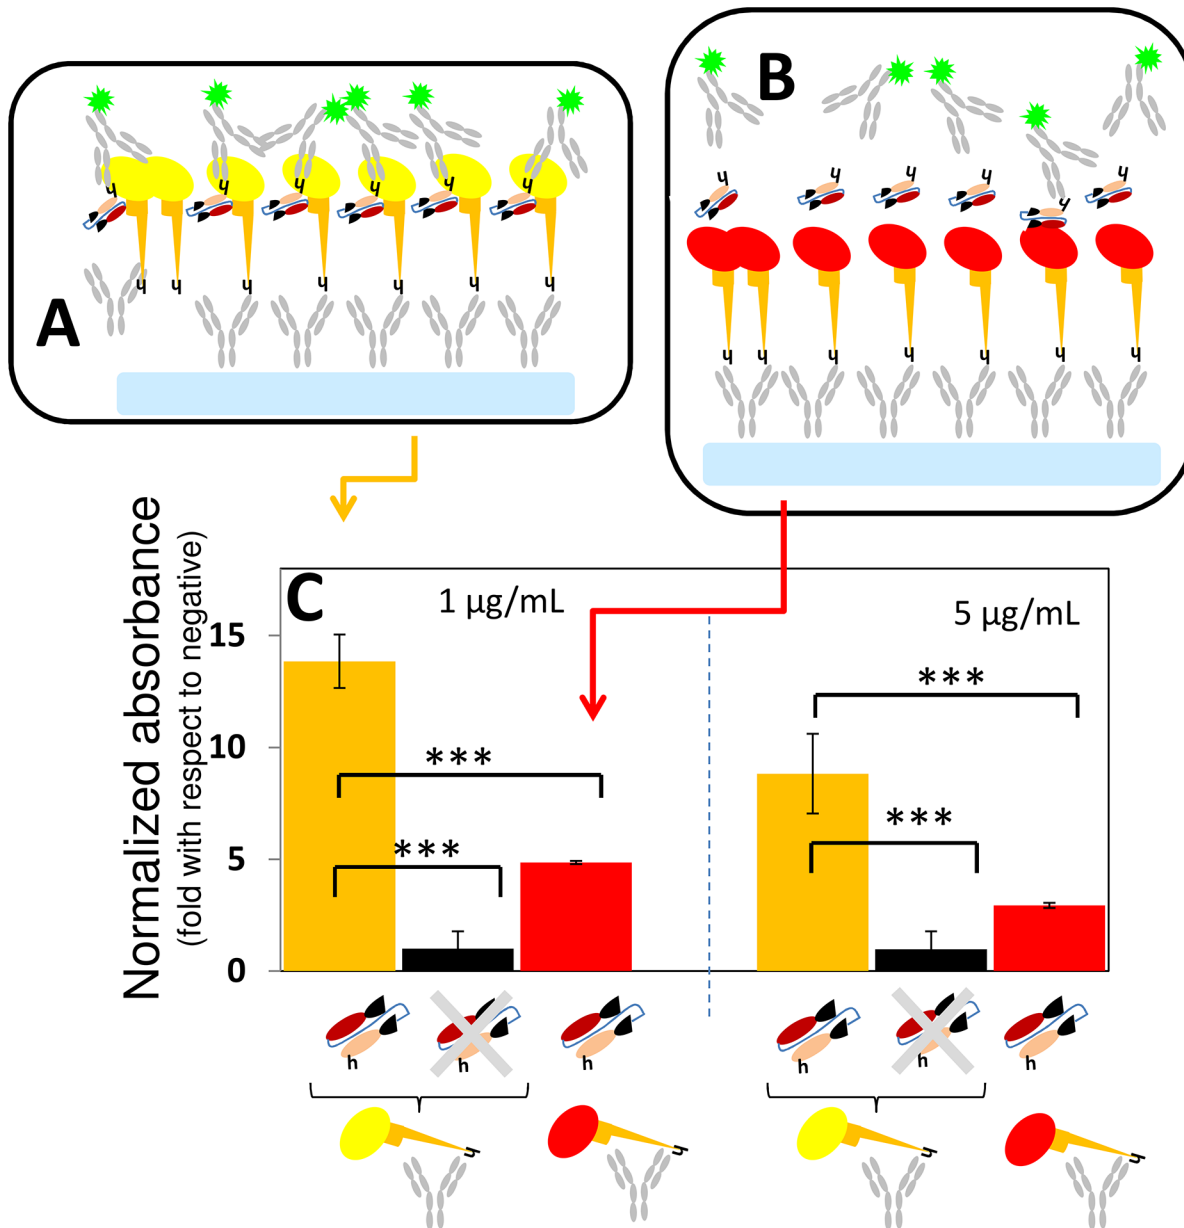 A
B
h
C
1 µg/mL
5 µg/mL
Normalized absorbance
(fold with respect to negative)
15
10
5
0
***
***
***
***
h
h
h
h
h
h